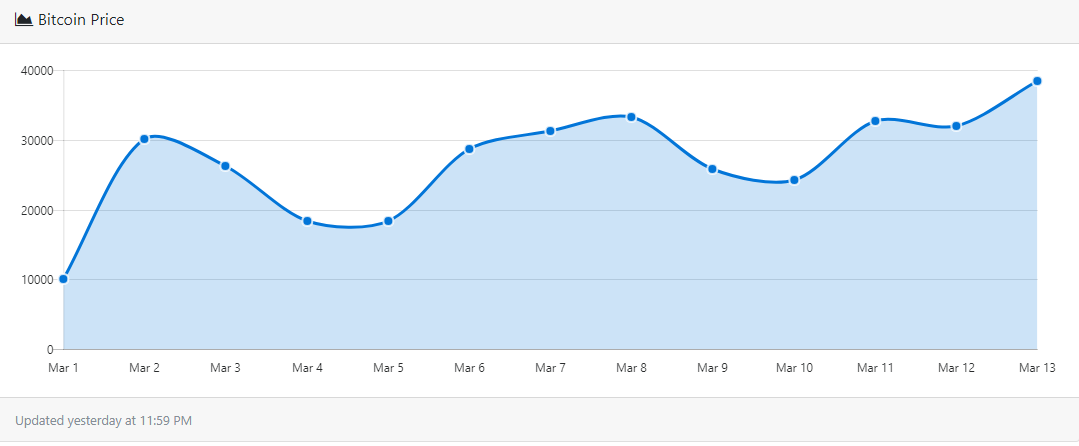 Bitcoin Price
40000
30000
20000
10000
0
Mar 1 Mar 2 Mar 3 Mar 4 Mar 5 Mar 6 Mar 7 Mar 8 Mar 9 Mar 10 Mar 11 Mar 12 Mar 13
Updated yesterday at 11:59 PM